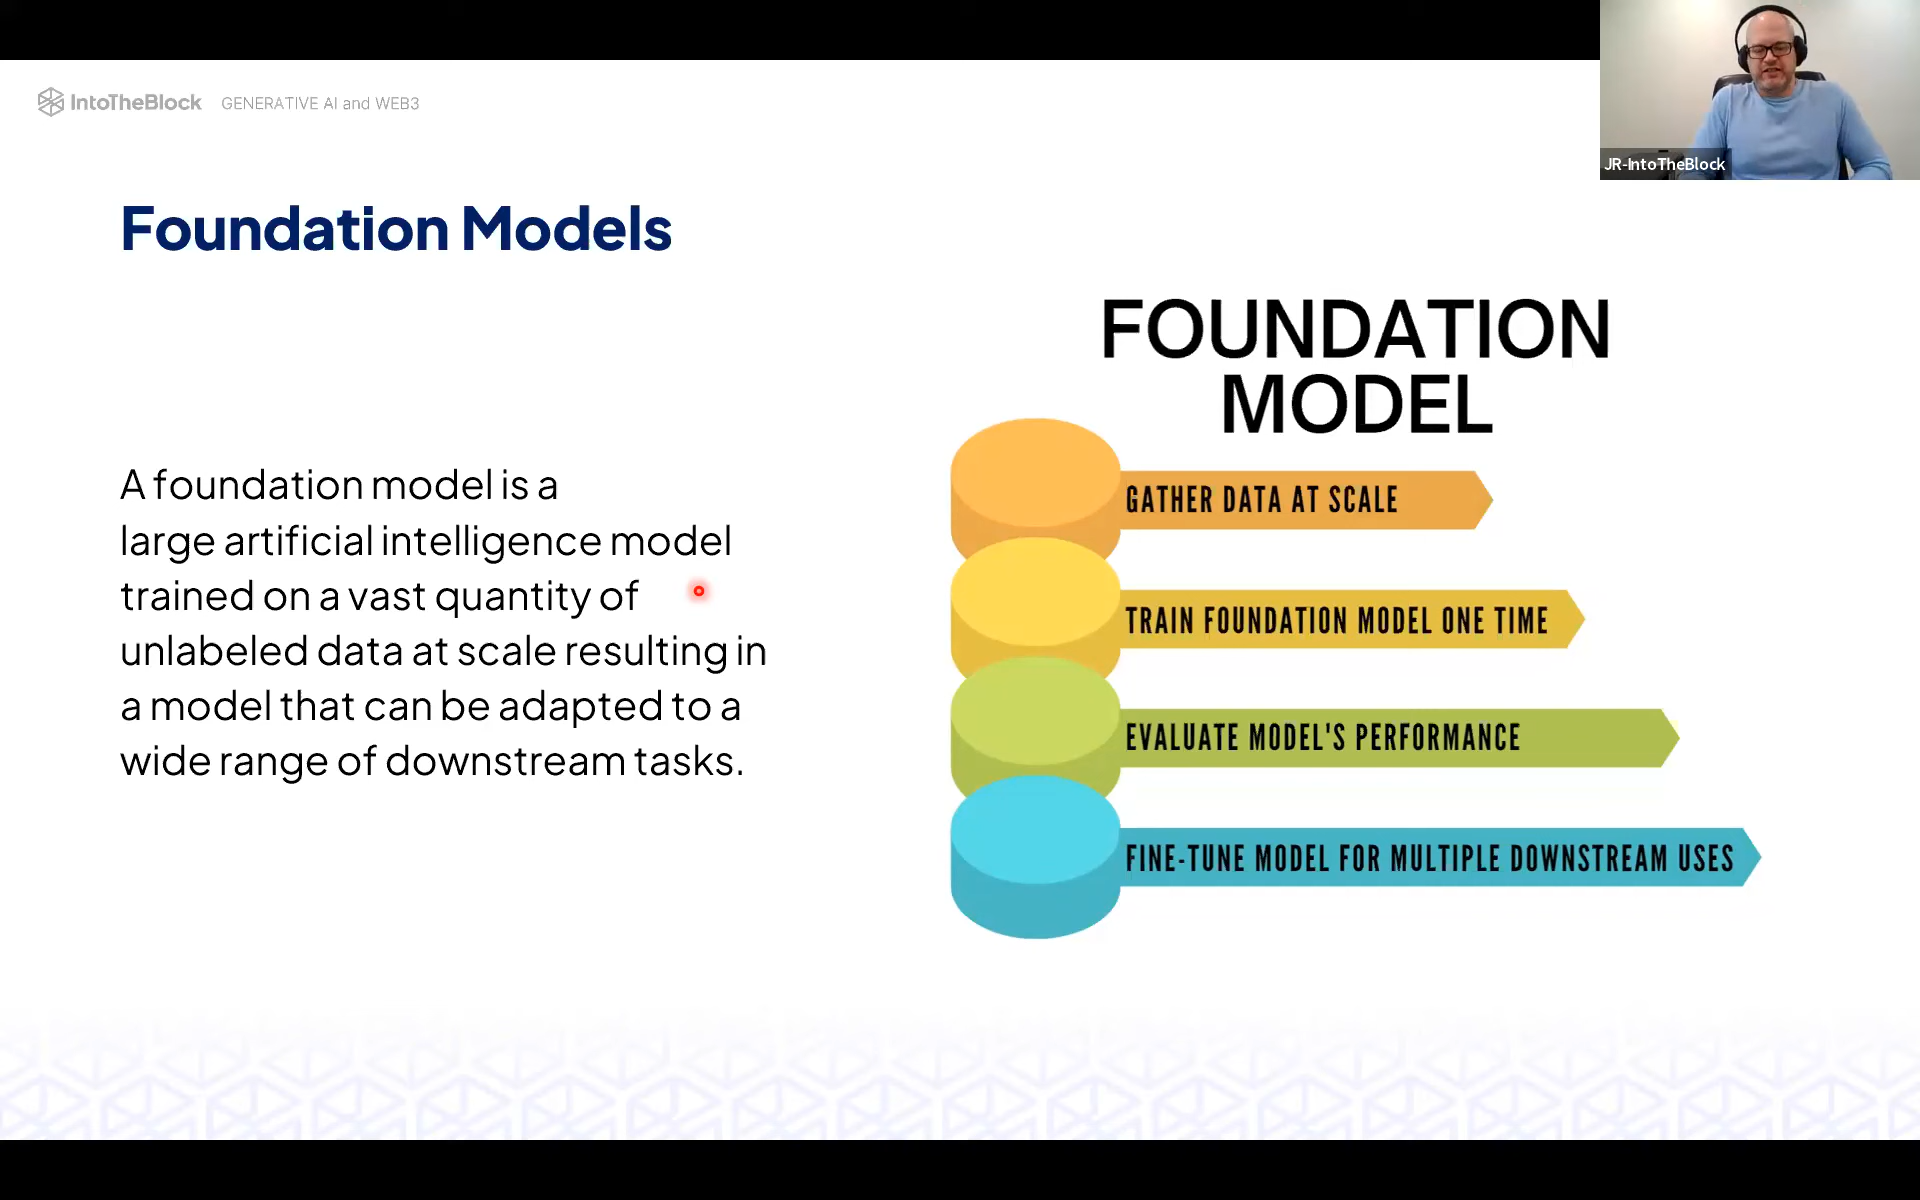 IntoTheBlock GENERATIVE AI and WEB3
JR-IntoTheBlock
Foundation Models
A foundation model is a
large artificial intelligence model
trained on a vast quantity of
unlabeled data at scale resulting in
a model that can be adapted to a
wide range of downstream tasks.
FOUNDATION
MODEL
GATHER DATA AT SCALE
TRAIN FOUNDATION MODEL ONE TIME
EVALUATE MODEL'S PERFORMANCE
FINE-TUNE MODEL FOR MULTIPLE DOWNSTREAM USES